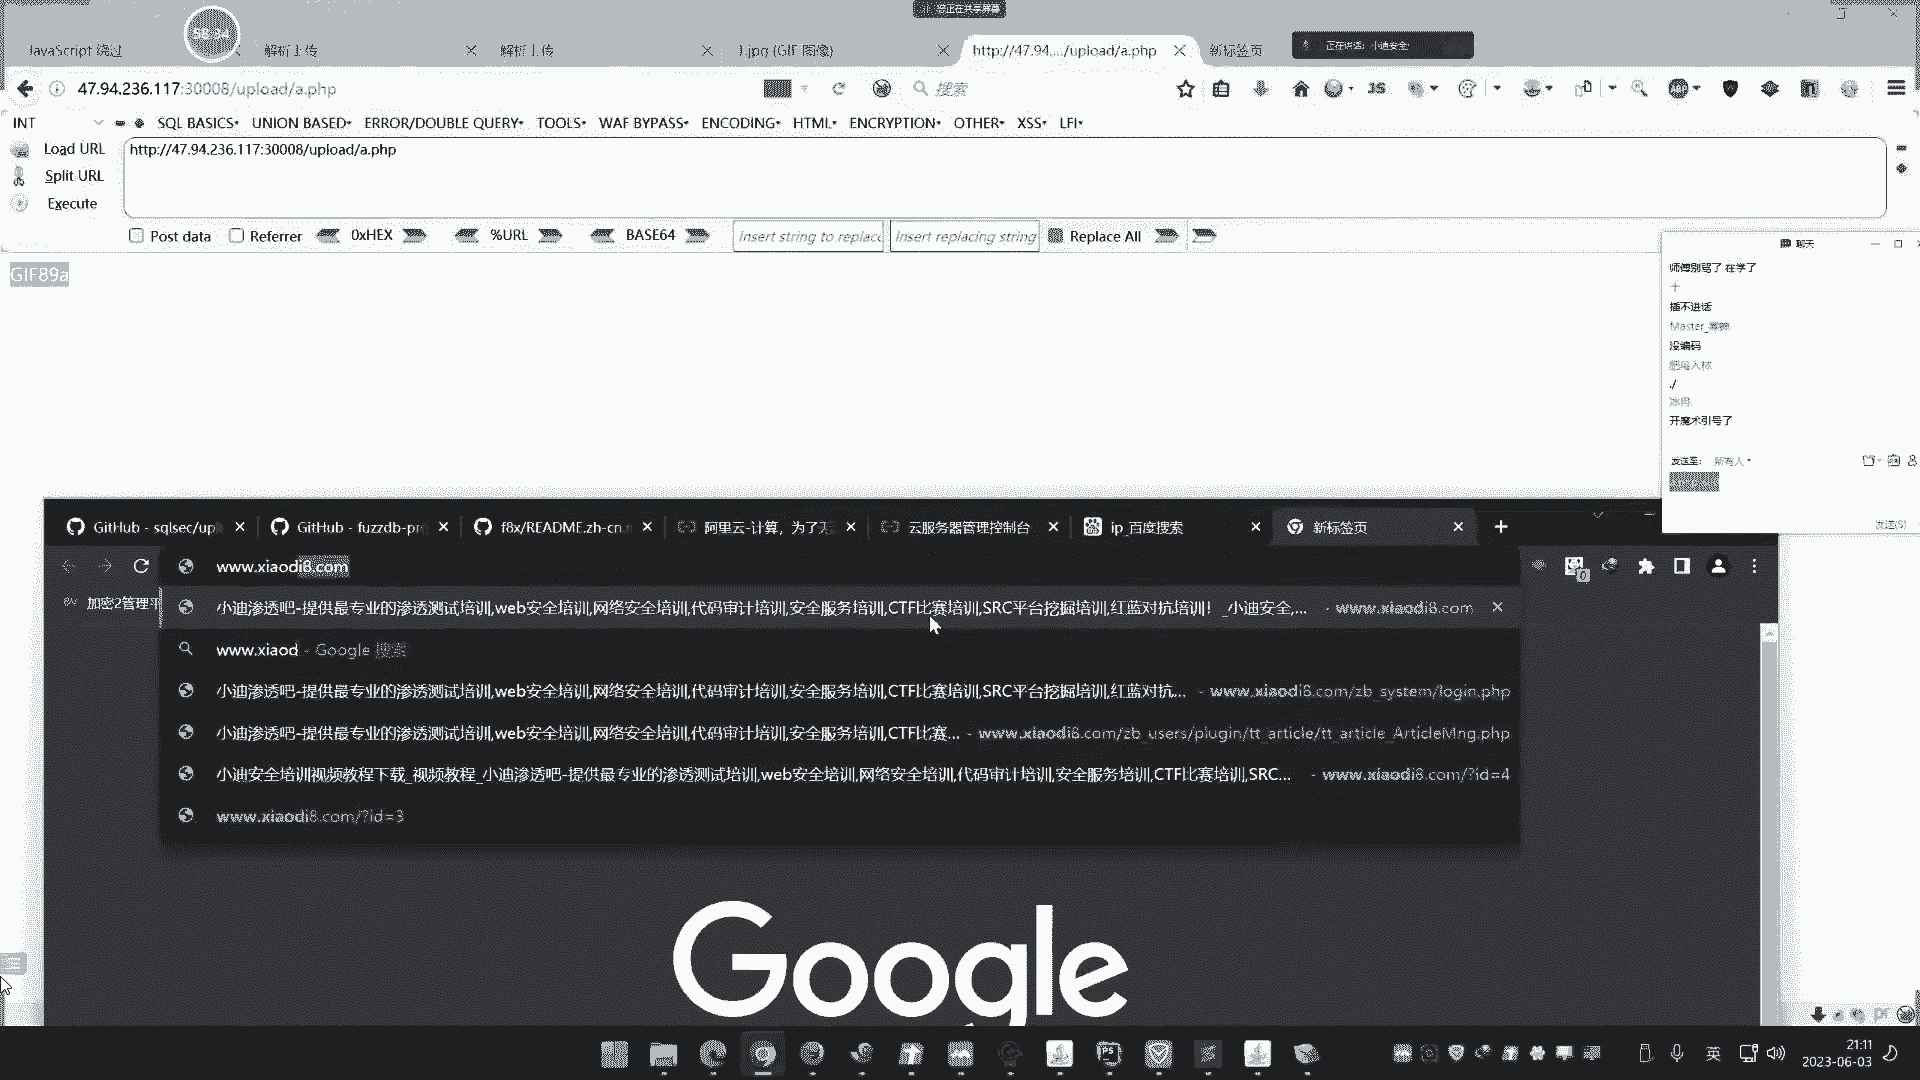 您正在共享屏幕
JavaScript 绕过
58:34
解析上传
解析上传
1.jpg (GIF 图像)
http://47.94..../upload/a.php
新标签页
正在讲话: 小迪安全;
47.94.236.117:30008/upload/a.php
搜索
INT
SQL BASICS
UNION BASED
ERROR/DOUBLE QUERY
TOOLS
WAF BYPASS
ENCODING
HTML
ENCRYPTION
OTHER
XSS
LFI
Load URL
http://47.94.236.117:30008/upload/a.php
Split URL
Execute
Post data
Referrer
0xHEX
%URL
BASE64
Insert string to replace
Insert replacing string
Replace All
GIF89a
聊天
师傅别骂了 在学了
插不进话
没编码
./
开魔术引号了
发送至: 所有人
发送(S)
GitHub - sqlsec/up
GitHub - fuzzdb-pr
f8x/README.zh-cn.
阿里云-计算，为了无
云服务器管理控制台
ip_百度搜索
新标签页
www.xiaodi8.com
加密2管理平
小迪渗透吧-提供最专业的渗透测试培训,web安全培训,网络安全培训,代码审计培训,安全服务培训,CTF比赛培训,SRC平台挖掘培训,红蓝对抗培训! _小迪安全,... - www.xiaodi8.com
www.xiaod - Google 搜索
小迪渗透吧-提供最专业的渗透测试培训,web安全培训,网络安全培训,代码审计培训,安全服务培训,CTF比赛培训,SRC平台挖掘培训,红蓝对抗... - www.xiaodi8.com/zb_system/login.php
小迪渗透吧-提供最专业的渗透测试培训,web安全培训,网络安全培训,代码审计培训,安全服务培训,CTF比赛... - www.xiaodi8.com/zb_users/plugin/tt_article/tt_article_ArticleMng.php
小迪安全培训视频教程下载_视频教程_小迪渗透吧-提供最专业的渗透测试培训,web安全培训,网络安全培训,代码审计培训,安全服务培训,CTF比赛培训,SRC... - www.xiaodi8.com/?id=4
www.xiaodi8.com/?id=3
Google
英
21:11
2023-06-03